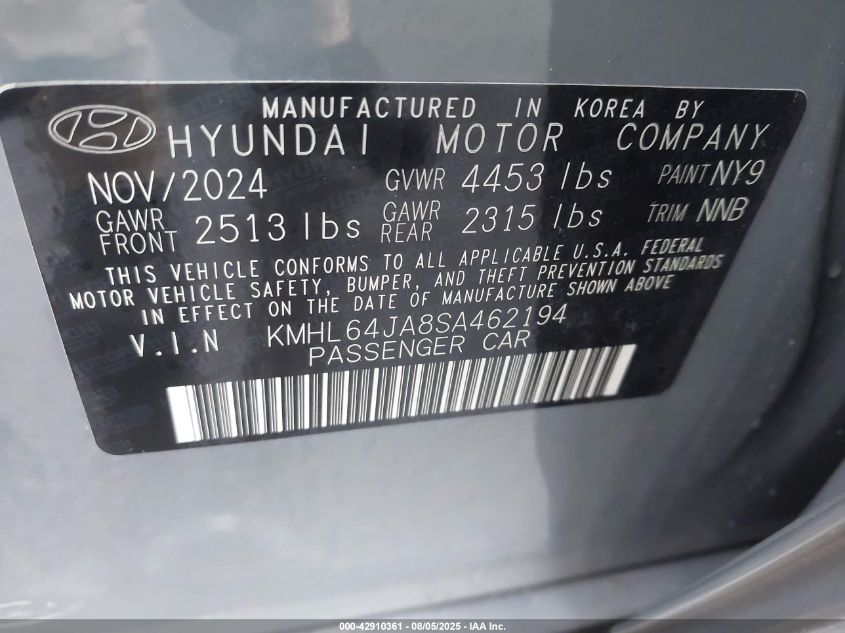 MANUFACTURED IN KOREA BY
HYUNDAI MOTOR COMPANY
NOV/2024 GVWR 4453 lbs PAINT NY9
GAWR FRONT 2513 lbs GAWR REAR 2315 lbs TRIM NNB
THIS VEHICLE CONFORMS TO ALL APPLICABLE U.S.A. FEDERAL
MOTOR VEHICLE SAFETY, BUMPER, AND THEFT PREVENTION STANDARDS
IN EFFECT ON THE DATE OF MANUFACTURE SHOWN ABOVE.
V.I.N KMHL64JA8SA462194
PASSENGER CAR
000-42910361 - 08/05/2025 - IAA Inc.